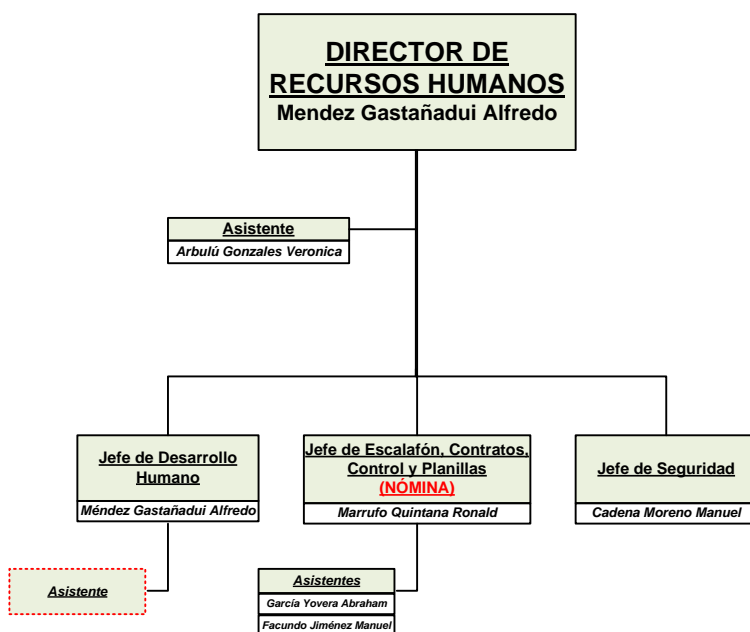 DIRECTOR DE
RECURSOS HUMANOS
Mendez Gastañadui Alfredo
Asistente
Arbulú Gonzales Veronica
Jefe de Desarrollo
Humano
Méndez Gastañadui Alfredo
Jefe de Escalafón, Contratos,
Control y Planillas
(NÓMINA)
Marrufo Quintana Ronald
Jefe de Seguridad
Cadena Moreno Manuel
Asistente
Asistentes
García Yovera Abraham
Facundo Jiménez Manuel